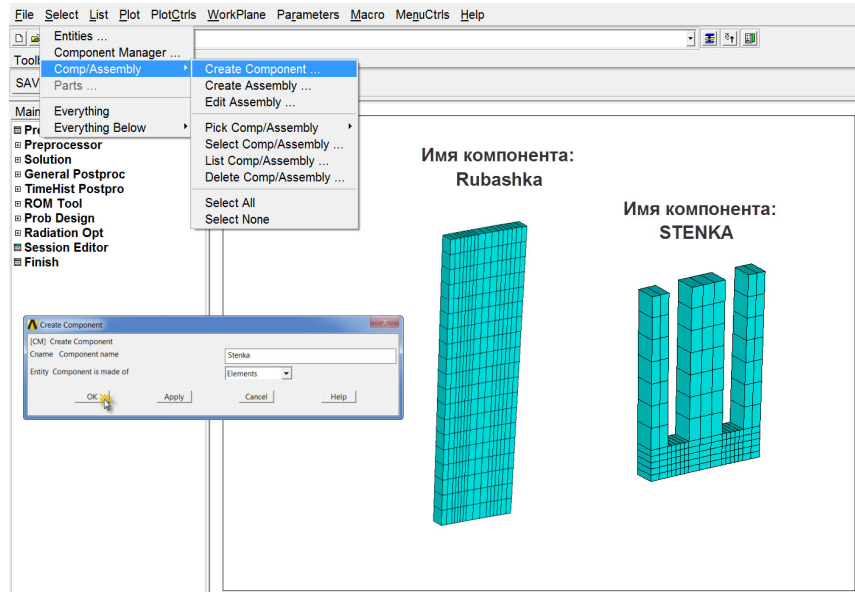 File Select List Plot PlotCtrls WorkPlane Parameters Macro MenuCtrls Help
Entities ...
Component Manager ...
Comp/Assembly
Parts ...
Everything
Everything Below
Create Component ...
Create Assembly ...
Edit Assembly ...
Pick Comp/Assembly
Select Comp/Assembly ...
List Comp/Assembly ...
Delete Comp/Assembly ...
Select All
Select None
Preprocessor
Solution
General Postproc
TimeHist Postpro
ROM Tool
Prob Design
Radiation Opt
Session Editor
Finish
Имя компонента:
Rubashka
Имя компонента:
STENKA
Create Component
[CM] Create Component
Cname Component name
Stenka
Entity Component is made of
Elements
OK Apply Cancel Help